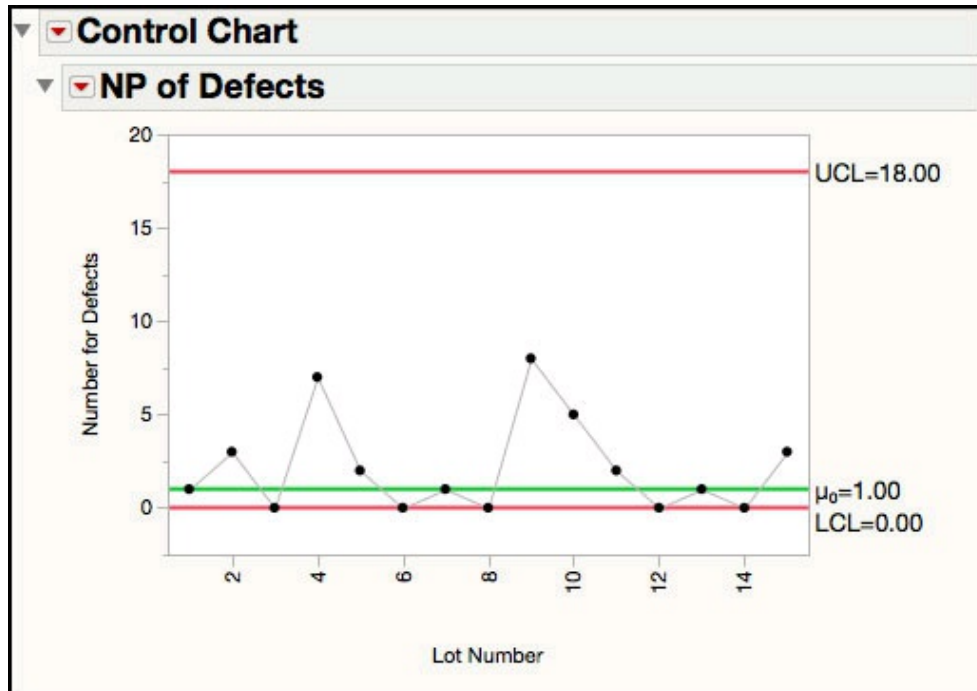 Control Chart
NP of Defects
20
15
10
5
0
Number for Defects
UCL=18.00
μ₀=1.00
LCL=0.00
2 4 6 8 10 12 14
Lot Number